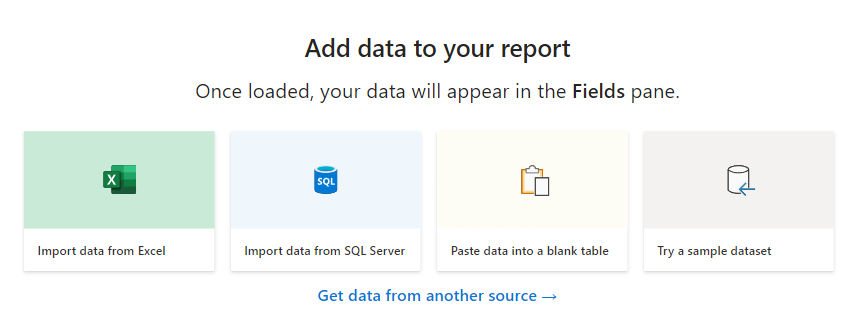 Add data to your report
Once loaded, your data will appear in the Fields pane.
X
SQL
Import data from Excel
Import data from SQL Server
Paste data into a blank table
Try a sample dataset
Get data from another source →